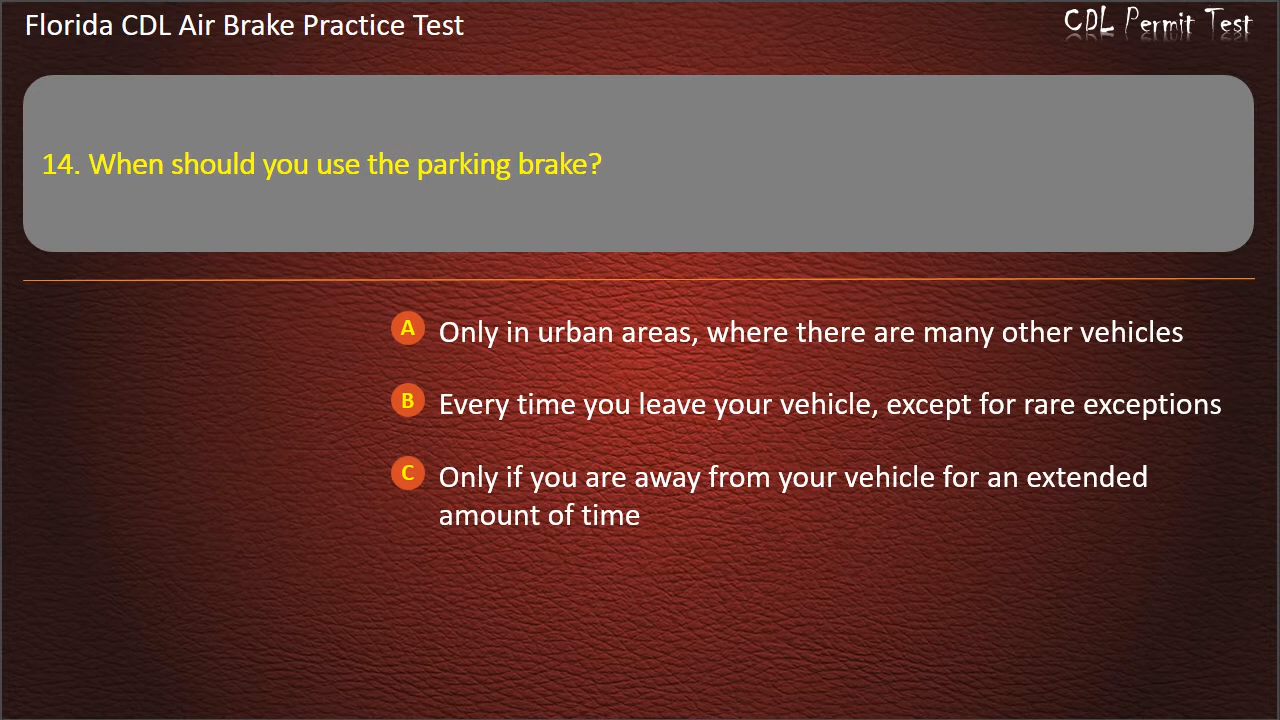 Florida CDL Air Brake Practice Test
CDL Permit Test
14. When should you use the parking brake?
A Only in urban areas, where there are many other vehicles
B Every time you leave your vehicle, except for rare exceptions
C Only if you are away from your vehicle for an extended
amount of time